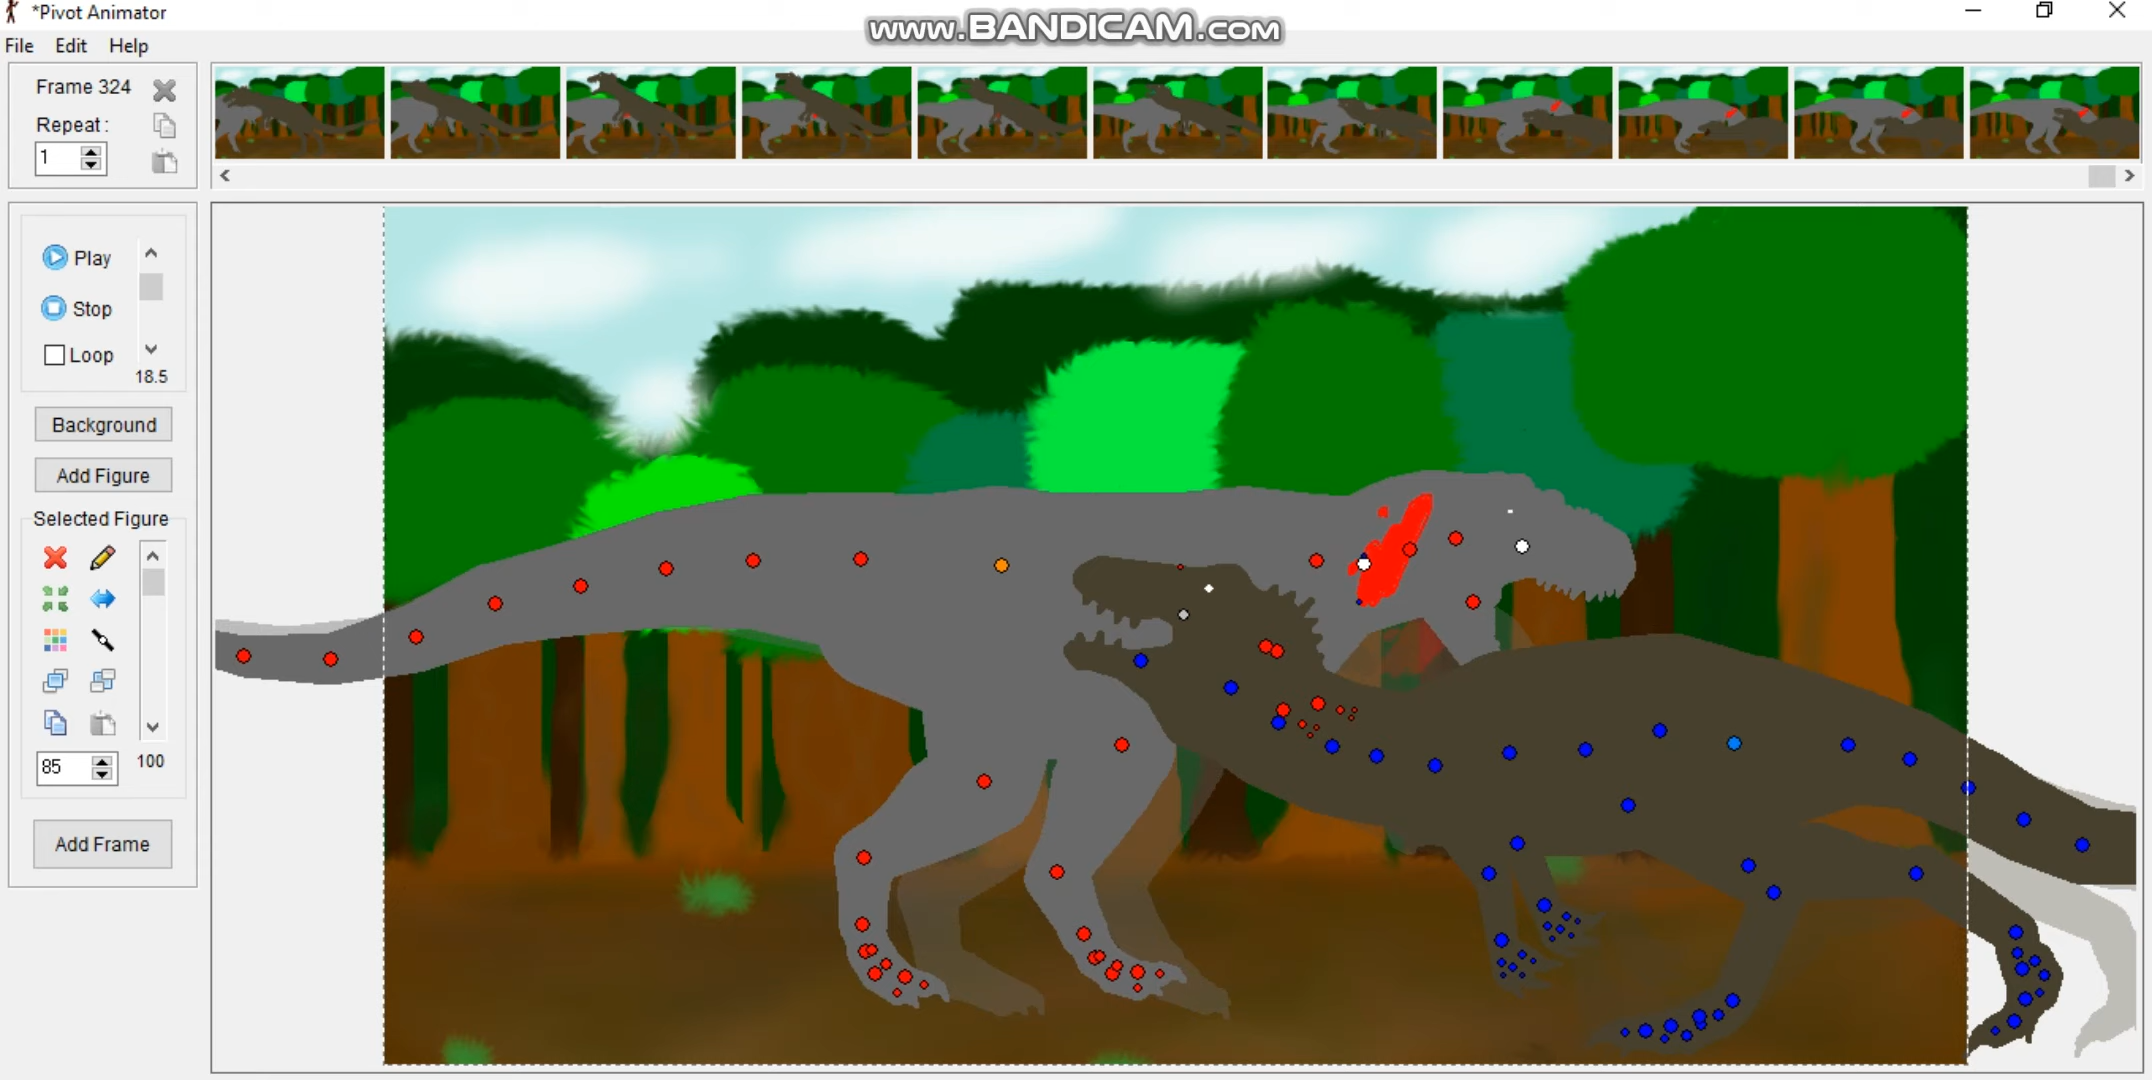 *Pivot Animator
www.BANDICAM.com
File Edit Help
Frame 324
Repeat :
1
Play
Stop
Loop
18.5
Background
Add Figure
Selected Figure
85
100
Add Frame